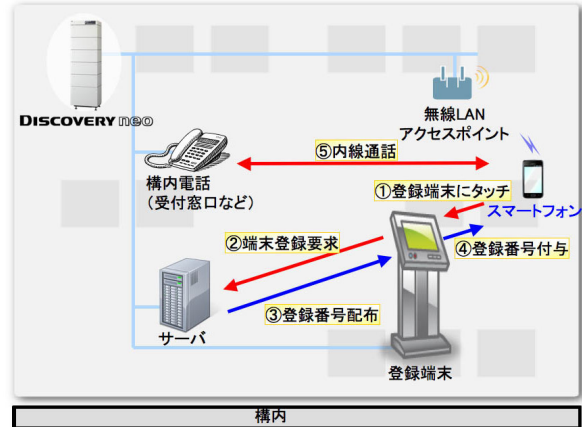 DISCOVERY neo
無線LAN
アクセスポイント
⑤内線通話
構内電話
（受付窓口など）
①登録端末にタッチ
スマートフォン
②端末登録要求
④登録番号付与
③登録番号配布
サーバ
登録端末
構内